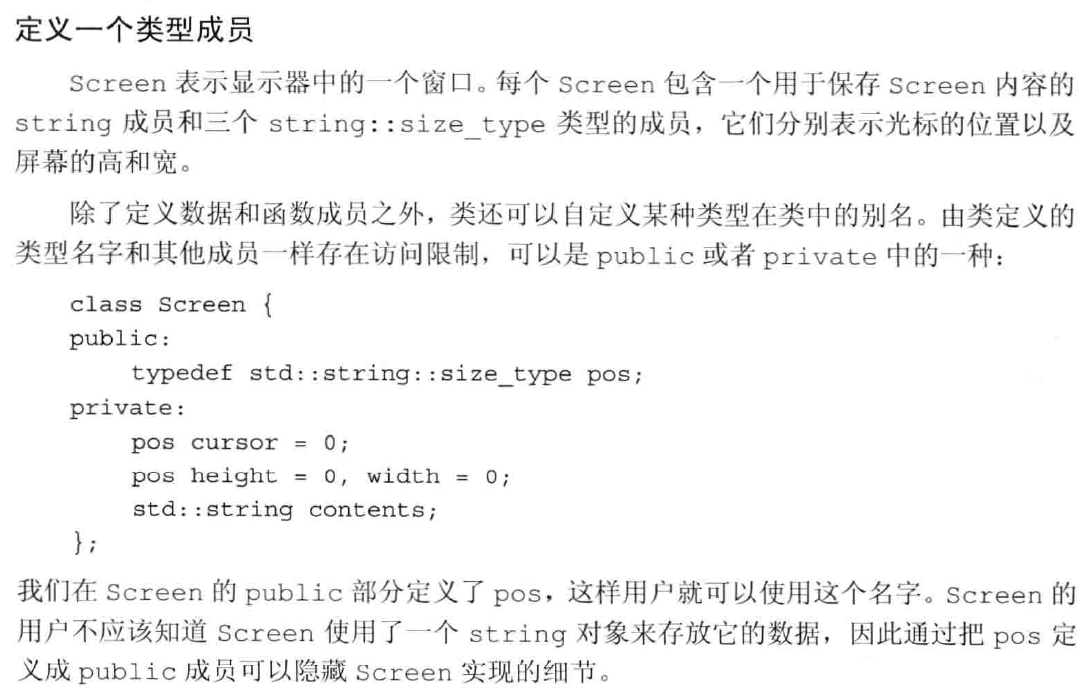 定义一个类型成员
Screen 表示显示器中的一个窗口。每个 Screen 包含一个用于保存 Screen 内容的
string 成员和三个 string::size_type 类型的成员，它们分别表示光标的位置以及
屏幕的高和宽。
除了定义数据和函数成员之外，类还可以自定义某种类型在类中的别名。由类定义的
类型名字和其他成员一样存在访问限制，可以是 public 或者 private 中的一种：
class Screen {
public:
    typedef std::string::size_type pos;
private:
    pos cursor = 0;
    pos height = 0, width = 0;
    std::string contents;
};
我们在 Screen 的 public 部分定义了 pos，这样用户就可以使用这个名字。Screen 的
用户不应该知道 Screen 使用了一个 string 对象来存放它的数据，因此通过把 pos 定
义成 public 成员可以隐藏 Screen 实现的细节。